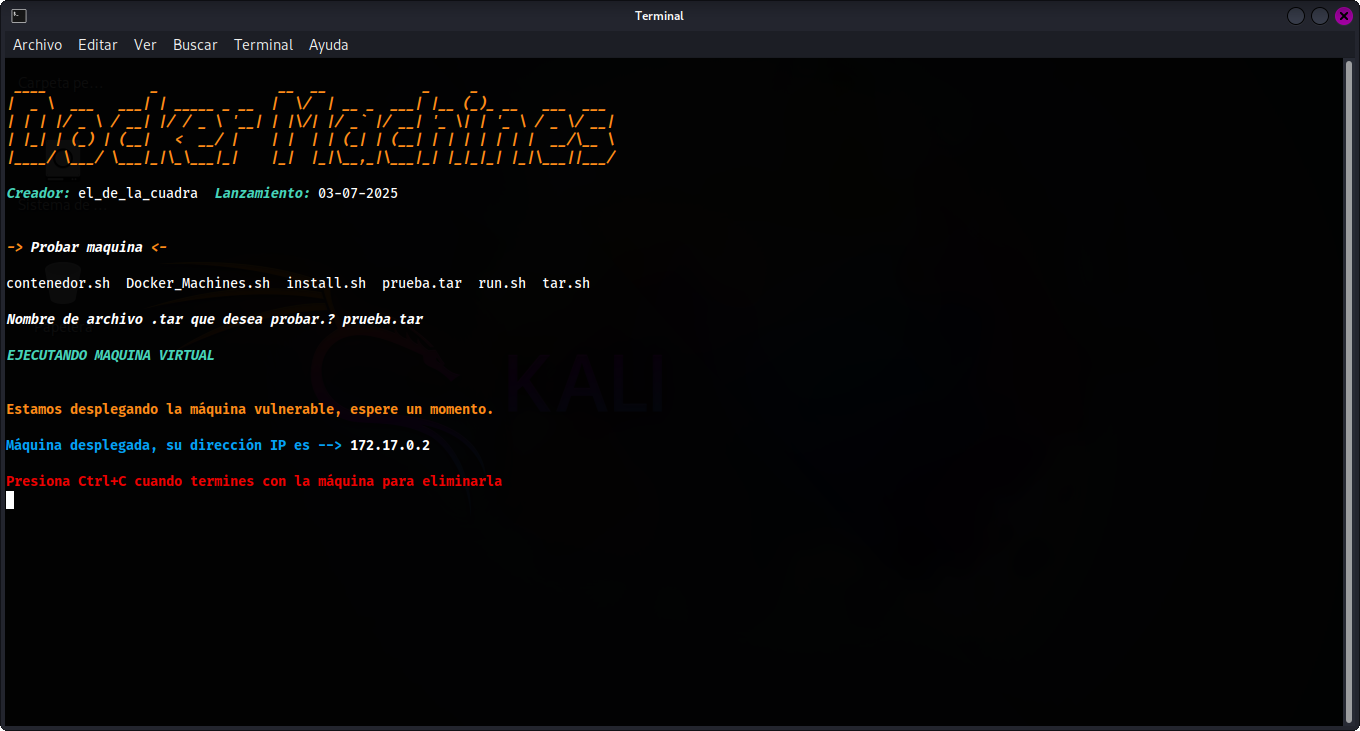 Terminal
Archivo Editar Ver Buscar Terminal Ayuda
Docker Machines
Creador: el_de_la_cuadra Lanzamiento: 03-07-2025
-> Probar maquina <-
contenedor.sh Docker_Machines.sh install.sh prueba.tar run.sh tar.sh
Nombre de archivo .tar que desea probar.? prueba.tar
EJECUTANDO MAQUINA VIRTUAL
KALI
Estamos desplegando la máquina vulnerable, espere un momento.
Máquina desplegada, su dirección IP es --> 172.17.0.2
Presiona Ctrl+C cuando termines con la máquina para eliminarla